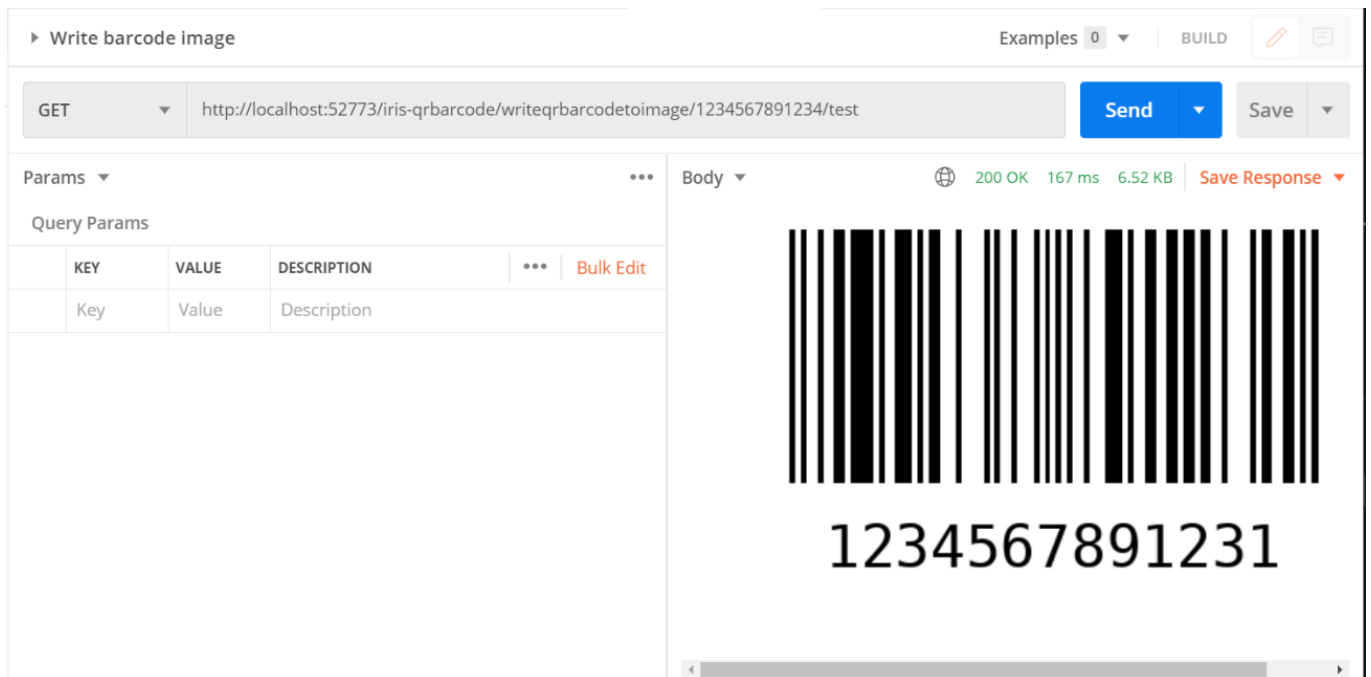 Write barcode image
Examples 0
BUILD
GET
http://localhost:52773/iris-qrbarcode/writeqrbarcodetoimage/1234567891234/test
Send
Save
Params
Query Params
KEY VALUE DESCRIPTION Bulk Edit
Key Value Description
Body
200 OK 167 ms 6.52 KB Save Response
1234567891231